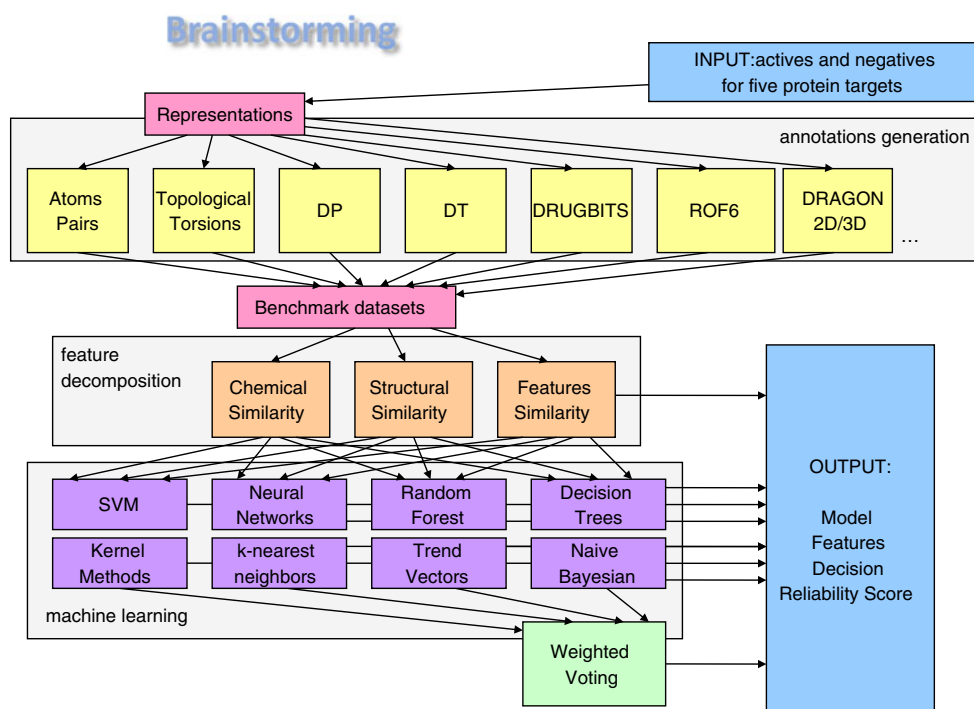 Brainstorming
INPUT:actives and negatives
for five protein targets
Representations
annotations generation
Atoms
Pairs
Topological
Torsions
DP
DT
DRUGBITS
ROF6
DRAGON
2D/3D
...
Benchmark datasets
feature
decomposition
Chemical
Similarity
Structural
Similarity
Features
Similarity
SVM
Neural
Networks
Random
Forest
Decision
Trees
Kernel
Methods
k-nearest
neighbors
Trend
Vectors
Naive
Bayesian
machine learning
Weighted
Voting
OUTPUT:
Model
Features
Decision
Reliability Score